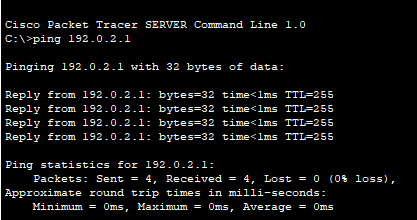 Cisco Packet Tracer SERVER Command Line 1.0
C:\>ping 192.0.2.1
Pinging 192.0.2.1 with 32 bytes of data:
Reply from 192.0.2.1: bytes=32 time<1ms TTL=255
Reply from 192.0.2.1: bytes=32 time<1ms TTL=255
Reply from 192.0.2.1: bytes=32 time<1ms TTL=255
Reply from 192.0.2.1: bytes=32 time<1ms TTL=255
Ping statistics for 192.0.2.1:
Packets: Sent = 4, Received = 4, Lost = 0 (0% loss),
Approximate round trip times in milli-seconds:
Minimum = 0ms, Maximum = 0ms, Average = 0ms